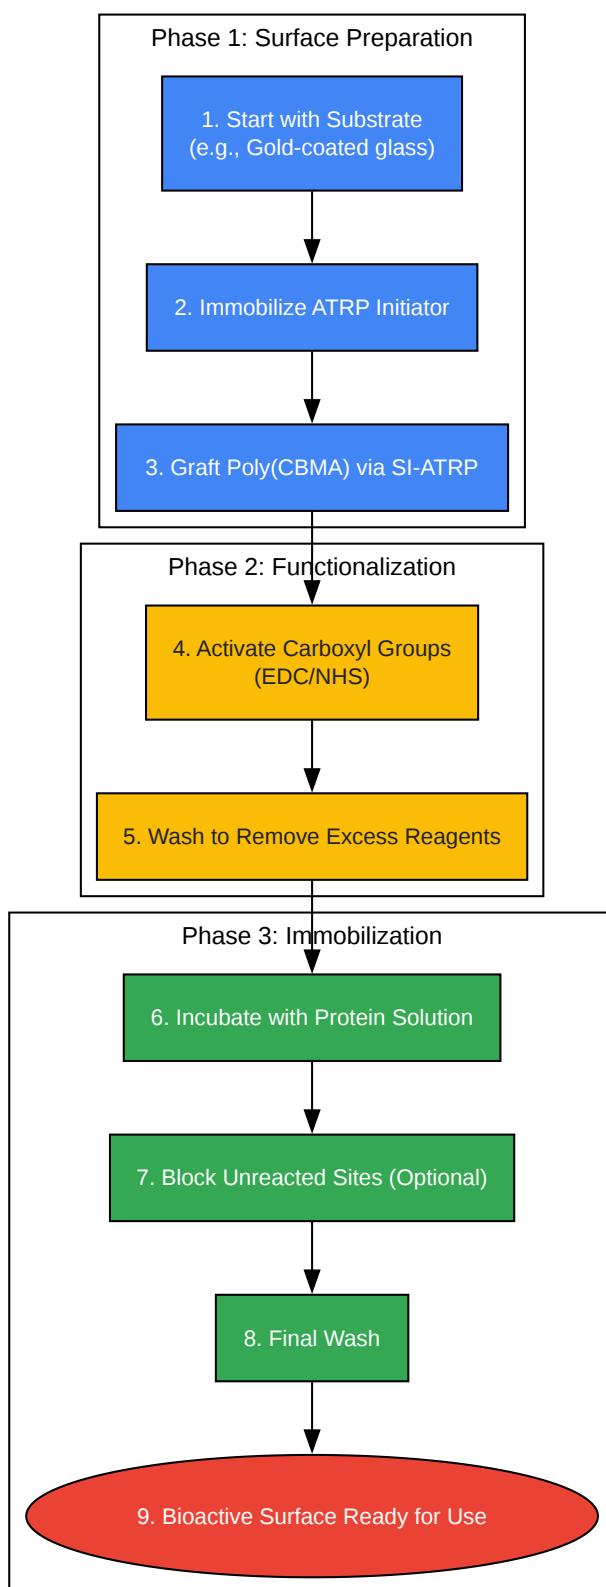 Phase 1: Surface Preparation
1. Start with Substrate
(e.g., Gold-coated glass)
2. Immobilize ATRP Initiator
3. Graft Poly(CBMA) via SI-ATRP
Phase 2: Functionalization
4. Activate Carboxyl Groups
(EDC/NHS)
5. Wash to Remove Excess Reagents
Phase 3: Immobilization
6. Incubate with Protein Solution
7. Block Unreacted Sites (Optional)
8. Final Wash
9. Bioactive Surface Ready for Use